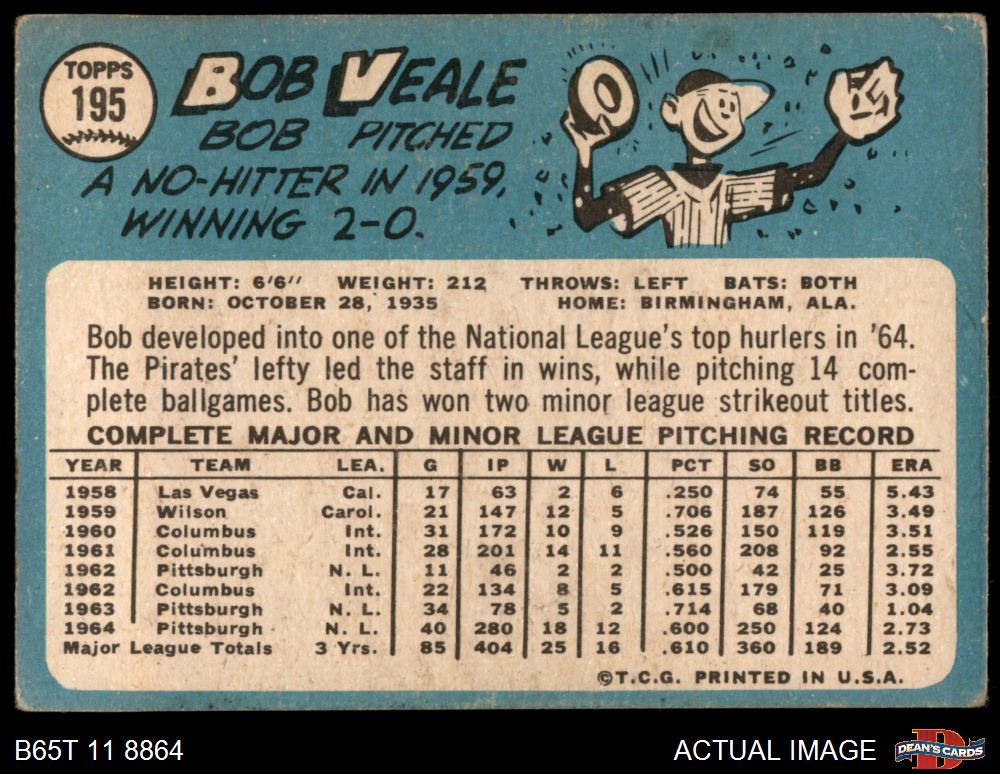 TOPPS
195
BOB VEALE
BOB PITCHED
A NO-HITTER IN 1959,
WINNING 2-0.
HEIGHT: 6'6" WEIGHT: 212 THROWS: LEFT BATS: BOTH
BORN: OCTOBER 28, 1935 HOME: BIRMINGHAM, ALA.
Bob developed into one of the National League's top hurlers in '64.
The Pirates' lefty led the staff in wins, while pitching 14 com-
plete ballgames. Bob has won two minor league strikeout titles.
COMPLETE MAJOR AND MINOR LEAGUE PITCHING RECORD
YEAR TEAM LEA. G IP W L PCT SO BB ERA
1958 Las Vegas Cal. 17 63 2 6 .250 74 55 5.43
1959 Wilson Carol. 21 147 12 5 .706 187 126 3.49
1960 Columbus Int. 31 172 10 9 .526 150 119 3.51
1961 Columbus Int. 28 201 14 11 .560 208 92 2.55
1962 Pittsburgh N. L. 11 46 2 2 .500 42 25 3.72
1962 Columbus Int. 22 134 8 5 .615 179 71 3.09
1963 Pittsburgh N. L. 34 78 5 2 .714 68 40 1.04
1964 Pittsburgh N. L. 40 280 18 12 .600 250 124 2.73
Major League Totals 3 Yrs. 85 404 25 16 .610 360 189 2.52
©T.C.G. PRINTED IN U.S.A.
B65T 11 8864 ACTUAL IMAGE DEAN'S CARDS